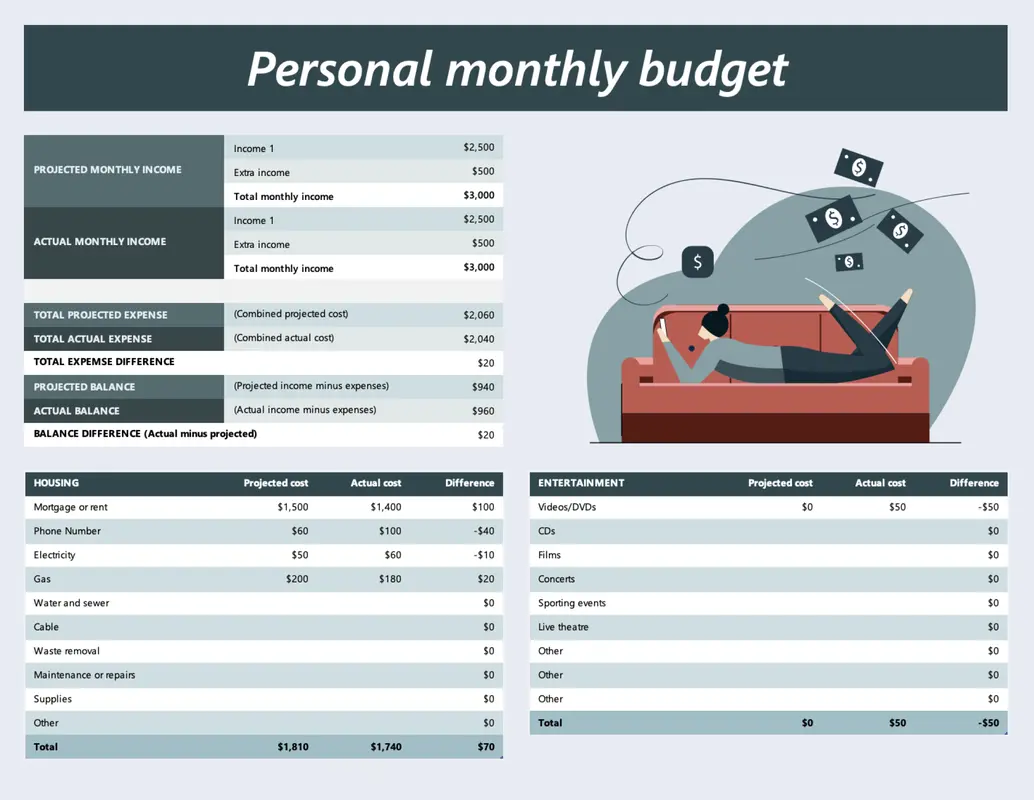 Personal monthly budget
PROJECTED MONTHLY INCOME
Income 1 $2,500
Extra income $500
Total monthly income $3,000
ACTUAL MONTHLY INCOME
Income 1 $2,500
Extra income $500
Total monthly income $3,000
TOTAL PROJECTED EXPENSE (Combined projected cost) $2,060
TOTAL ACTUAL EXPENSE (Combined actual cost) $2,040
TOTAL EXPEMSE DIFFERENCE $20
PROJECTED BALANCE (Projected income minus expenses) $940
ACTUAL BALANCE (Actual income minus expenses) $960
BALANCE DIFFERENCE (Actual minus projected) $20
$
$
$
$
$
HOUSING Projected cost Actual cost Difference
Mortgage or rent $1,500 $1,400 $100
Phone Number $60 $100 -$40
Electricity $50 $60 -$10
Gas $200 $180 $20
Water and sewer $0
Cable $0
Waste removal $0
Maintenance or repairs $0
Supplies $0
Other $0
Total $1,810 $1,740 $70
ENTERTAINMENT Projected cost Actual cost Difference
Videos/DVDs $0 $50 -$50
CDs $0
Films $0
Concerts $0
Sporting events $0
Live theatre $0
Other $0
Other $0
Other $0
Total $0 $50 -$50